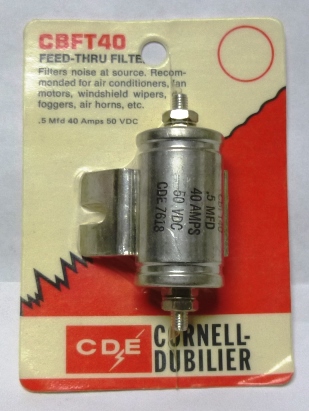 CBFT40
FEED-THRU FILTE
Filters noise at source. Recom-
mended for air conditioners, fan
motors, windshield wipers,
foggers, air horns, etc.
.5 Mfd 40 Amps 50 VDC
.5 MFD
40 AMPS
50 VDC
CDE 7618
CDE
CORNELL-
DUBILIER